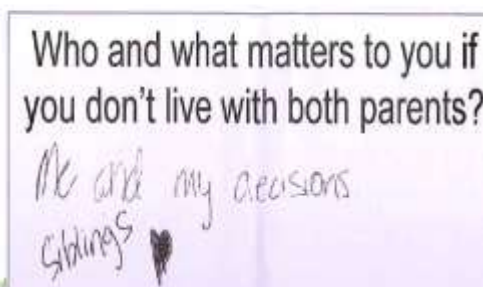 Who and what matters to you if
you don't live with both parents?
Me and my decisions
Siblings